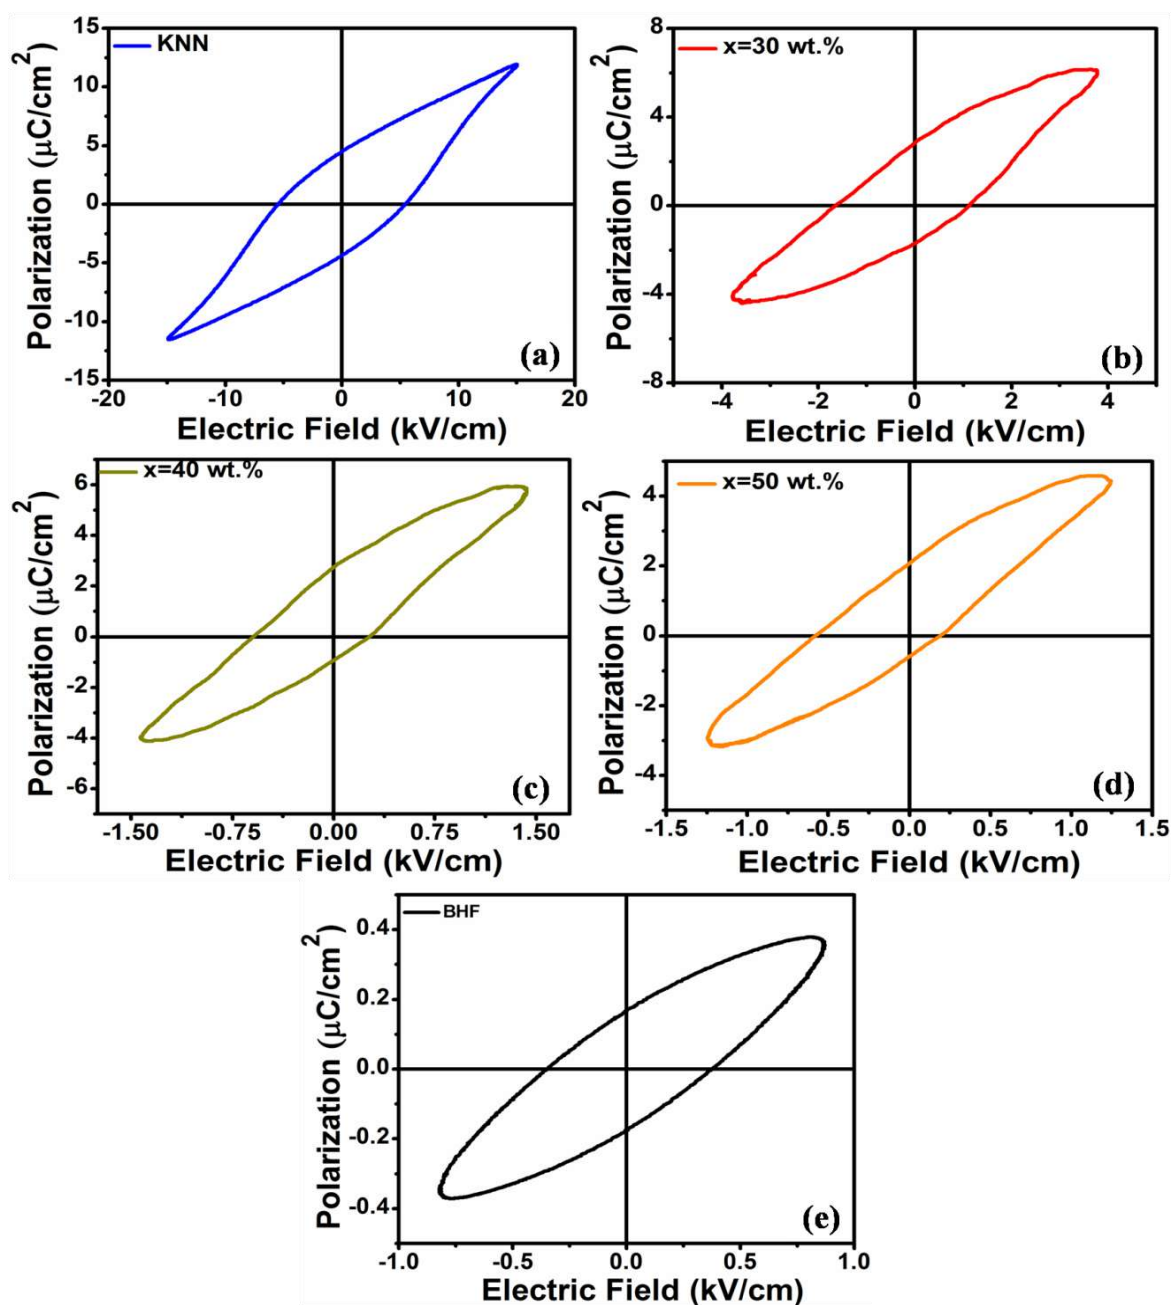 KNN
15
10
5
0
-5
-10
-15
-20 -10 0 10 20
Polarization (μC/cm²)
Electric Field (kV/cm)
(a)
x=30 wt.%
8
4
0
-4
-8
-4 -2 0 2 4
Polarization (μC/cm²)
Electric Field (kV/cm)
(b)
x=40 wt.%
6
4
2
0
-2
-4
-6
-1.50 -0.75 0.00 0.75 1.50
Polarization (μC/cm²)
Electric Field (kV/cm)
(c)
x=50 wt.%
4
2
0
-2
-4
-1.5 -1.0 -0.5 0.0 0.5 1.0 1.5
Polarization (μC/cm²)
Electric Field (kV/cm)
(d)
BHF
0.4
0.2
0.0
-0.2
-0.4
-1.0 -0.5 0.0 0.5 1.0
Polarization (μC/cm²)
Electric Field (kV/cm)
(e)